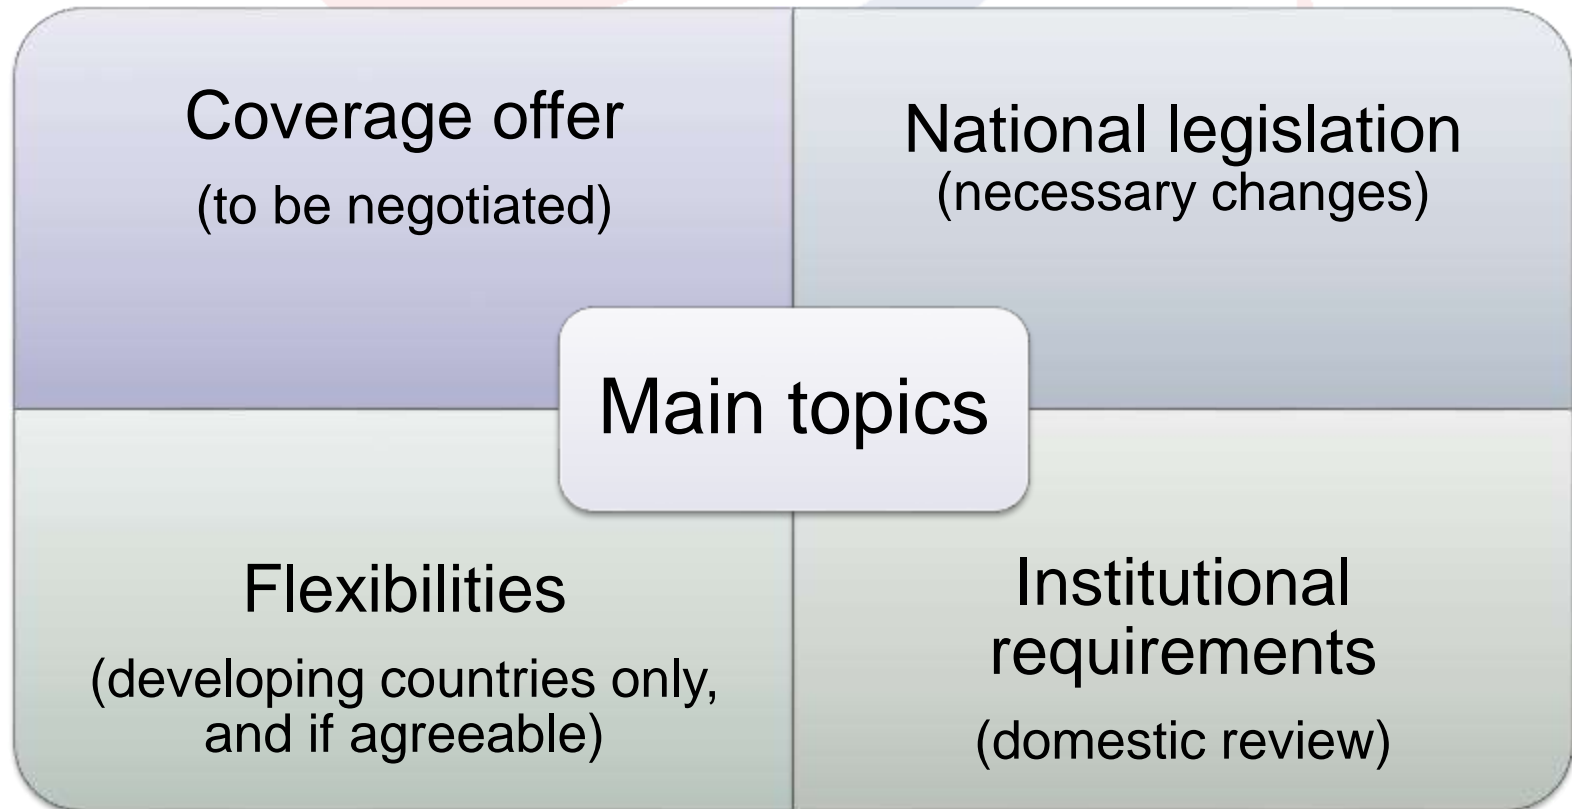 Coverage offer
(to be negotiated)
National legislation
(necessary changes)
Main topics
Flexibilities
(developing countries only,
and if agreeable)
Institutional
requirements
(domestic review)